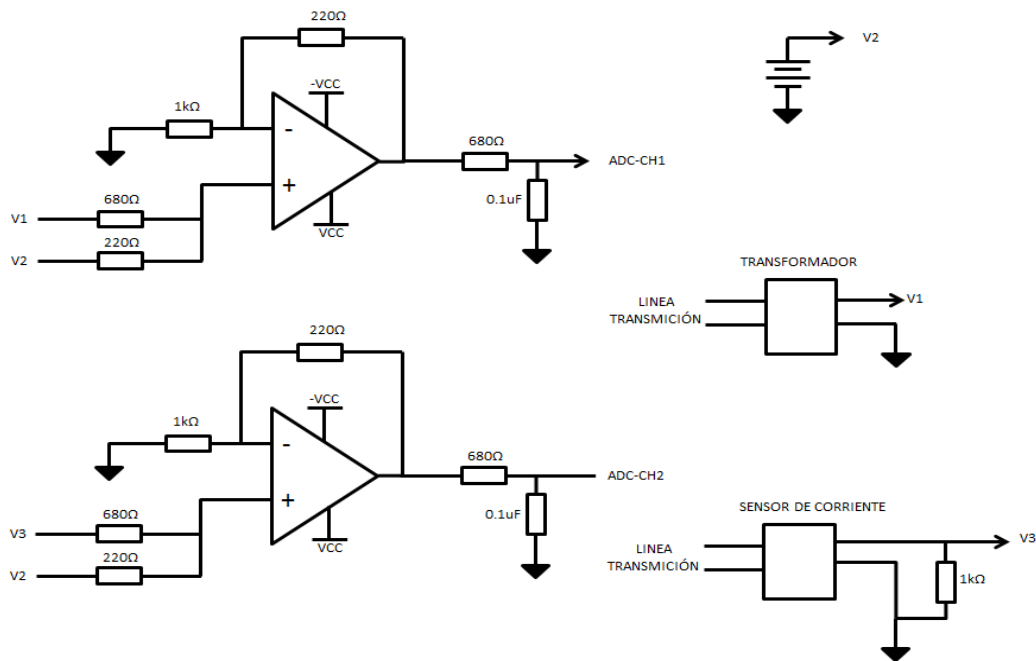 220Ω
-VCC
1kΩ
-
+
VCC
680Ω
ADC-CH1
0.1uF
V1
680Ω
V2
220Ω
V2
TRANSFORMADOR
LINEA
TRANSMICIÓN
V1
220Ω
-VCC
1kΩ
-
+
VCC
680Ω
ADC-CH2
0.1uF
V3
680Ω
V2
220Ω
SENSOR DE CORRIENTE
LINEA
TRANSMICIÓN
V3
1kΩ